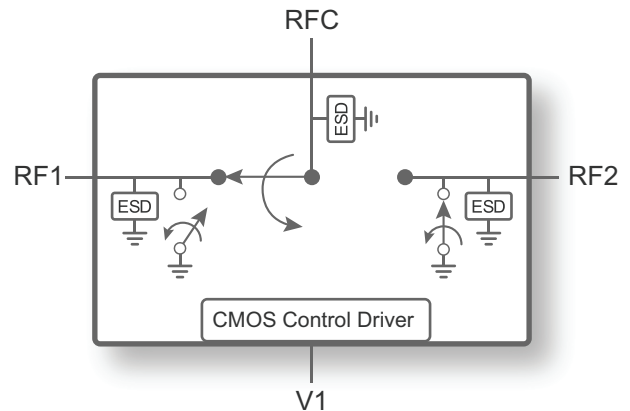 RFC
ESD
RF1
RF2
ESD
ESD
CMOS Control Driver
V1